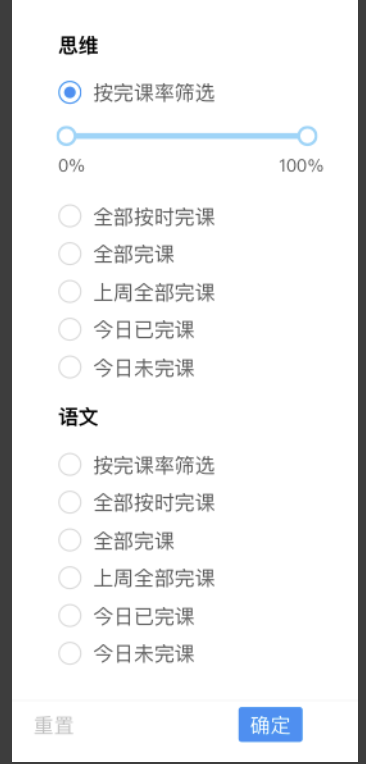 思维
按完课率筛选
0% 100%
全部按时完课
全部完课
上周全部完课
今日已完课
今日未完课
语文
按完课率筛选
全部按时完课
全部完课
上周全部完课
今日已完课
今日未完课
重置 确定